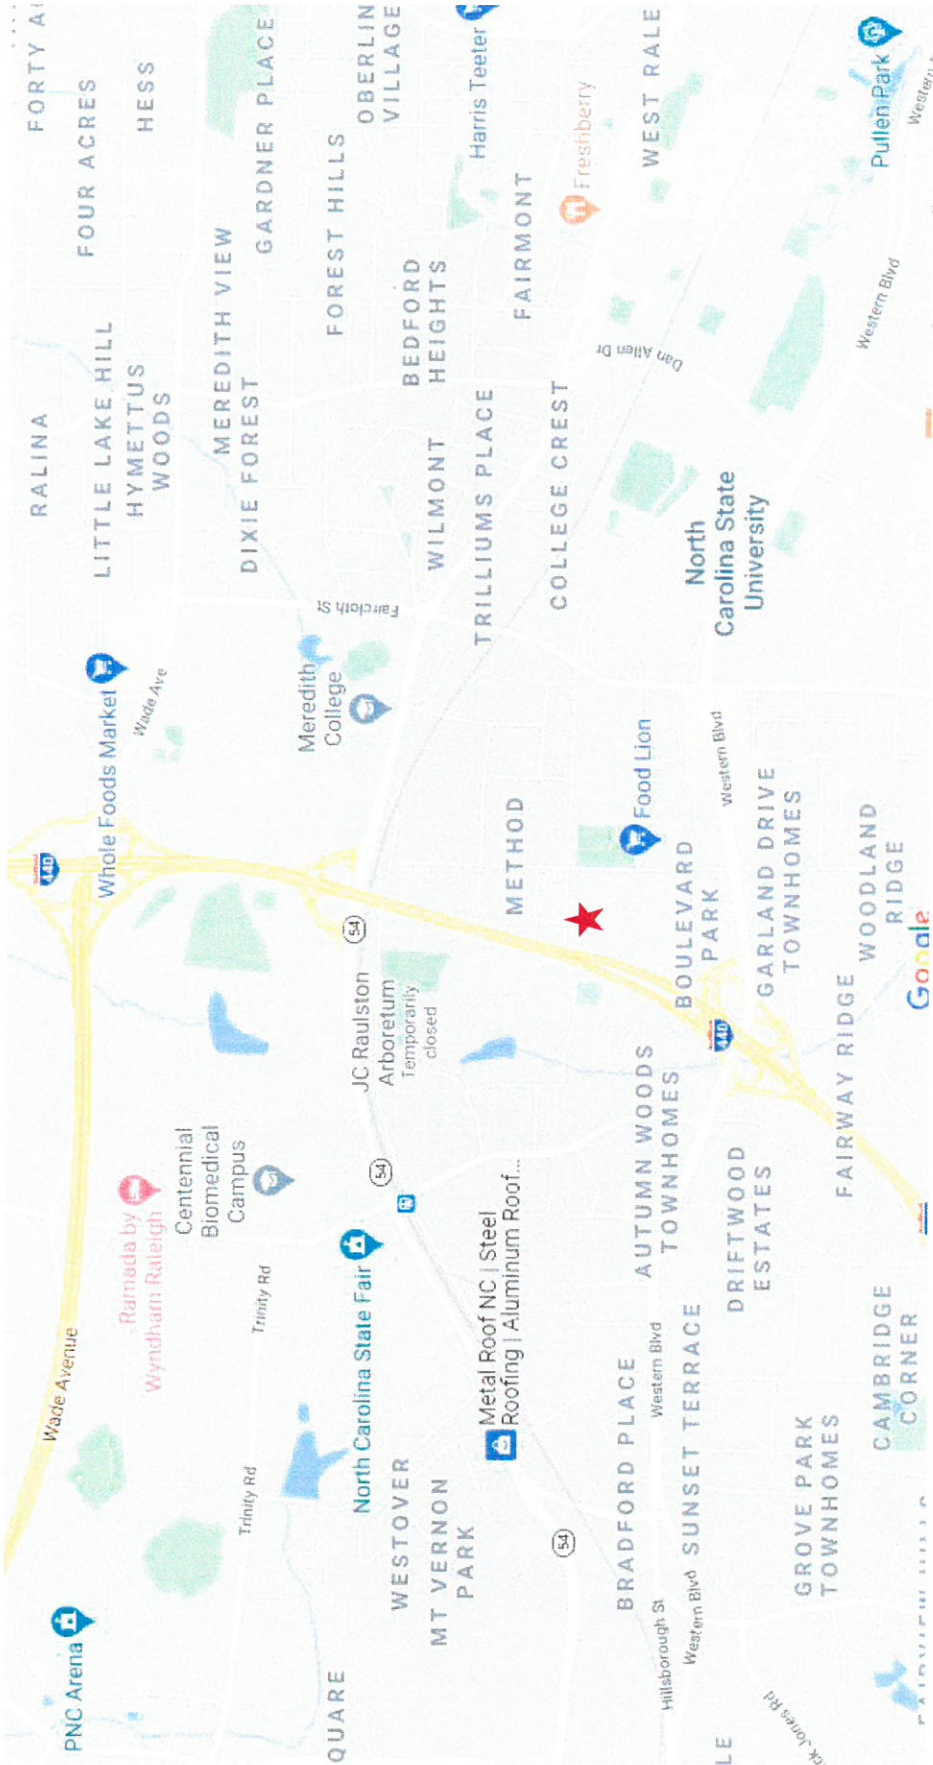 PNC Arena
Wade Avenue
Ramada by
Wyndham Raleigh
Centennial
Biomedical
Campus
Trinity Rd
Trinity Rd
North Carolina State Fair
54
54
54
QUARE
WESTOVER
MT VERNON
PARK
Metal Roof NC | Steel
Roofing | Aluminum Roof...
BRADFORD PLACE
Hillsborough St
Western Blvd
Western Blvd
SUNSET TERRACE
AUTUMN WOODS
TOWNHOMES
DRIFTWOOD
ESTATES
GROVE PARK
TOWNHOMES
CAMBRIDGE
CORNER
FAIRWAY RIDGE
LE
ck Jones Rd
440
Whole Foods Market
Wade Ave
JC Raulston
Arboretum
Temporarily
closed
Meredith
College
Faircloth St
METHOD
Food Lion
BOULEVARD
PARK
440
Western Blvd
GARLAND DRIVE
TOWNHOMES
WOODLAND
RIDGE
Google
RALINA
LITTLE LAKE HILL
HYMETTUS
WOODS
MEREDITH VIEW
DIXIE FOREST
WILMONT
TRILLIUMS PLACE
COLLEGE CREST
North
Carolina State
University
FORTY A
FOUR ACRES
HESS
GARDNER PLACE
FOREST HILLS
OBERLIN
VILLAGE
BEDFORD
HEIGHTS
Harris Teeter
FAIRMONT
Freshberry
WEST RALE
Dan Allen Dr
Western Blvd
Pullen Park
Western